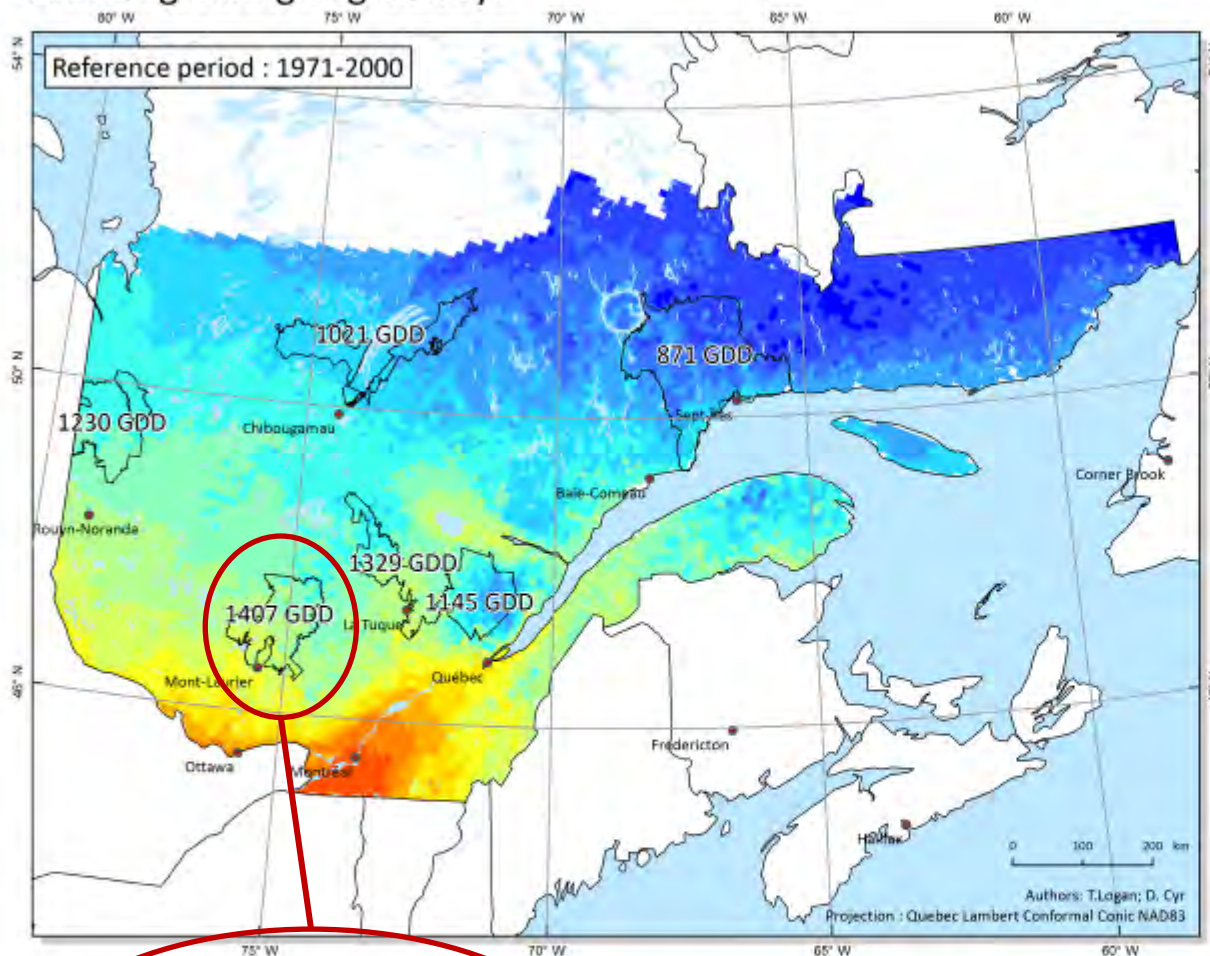 80° W 75° W 70° W 65° W 60° W
54° N
Reference period : 1971-2000
1021 GDD
871 GDD
50° N
1230 GDD
Sept-Iles
Chibougamau
Corner Brook
Baie-Comeau
Rouyn-Noranda
1329 GDD
1145 GDD
1407 GDD
La Tuque
Québec
Mont-Laurier
46° N
Fredericton
Ottawa
Montréal
Halifax
0 100 200 km
Authors: T.Logan; D. Cyr
Projection : Quebec Lambert Conformal Conic NAD83
75° W 70° W 65° W 60° W